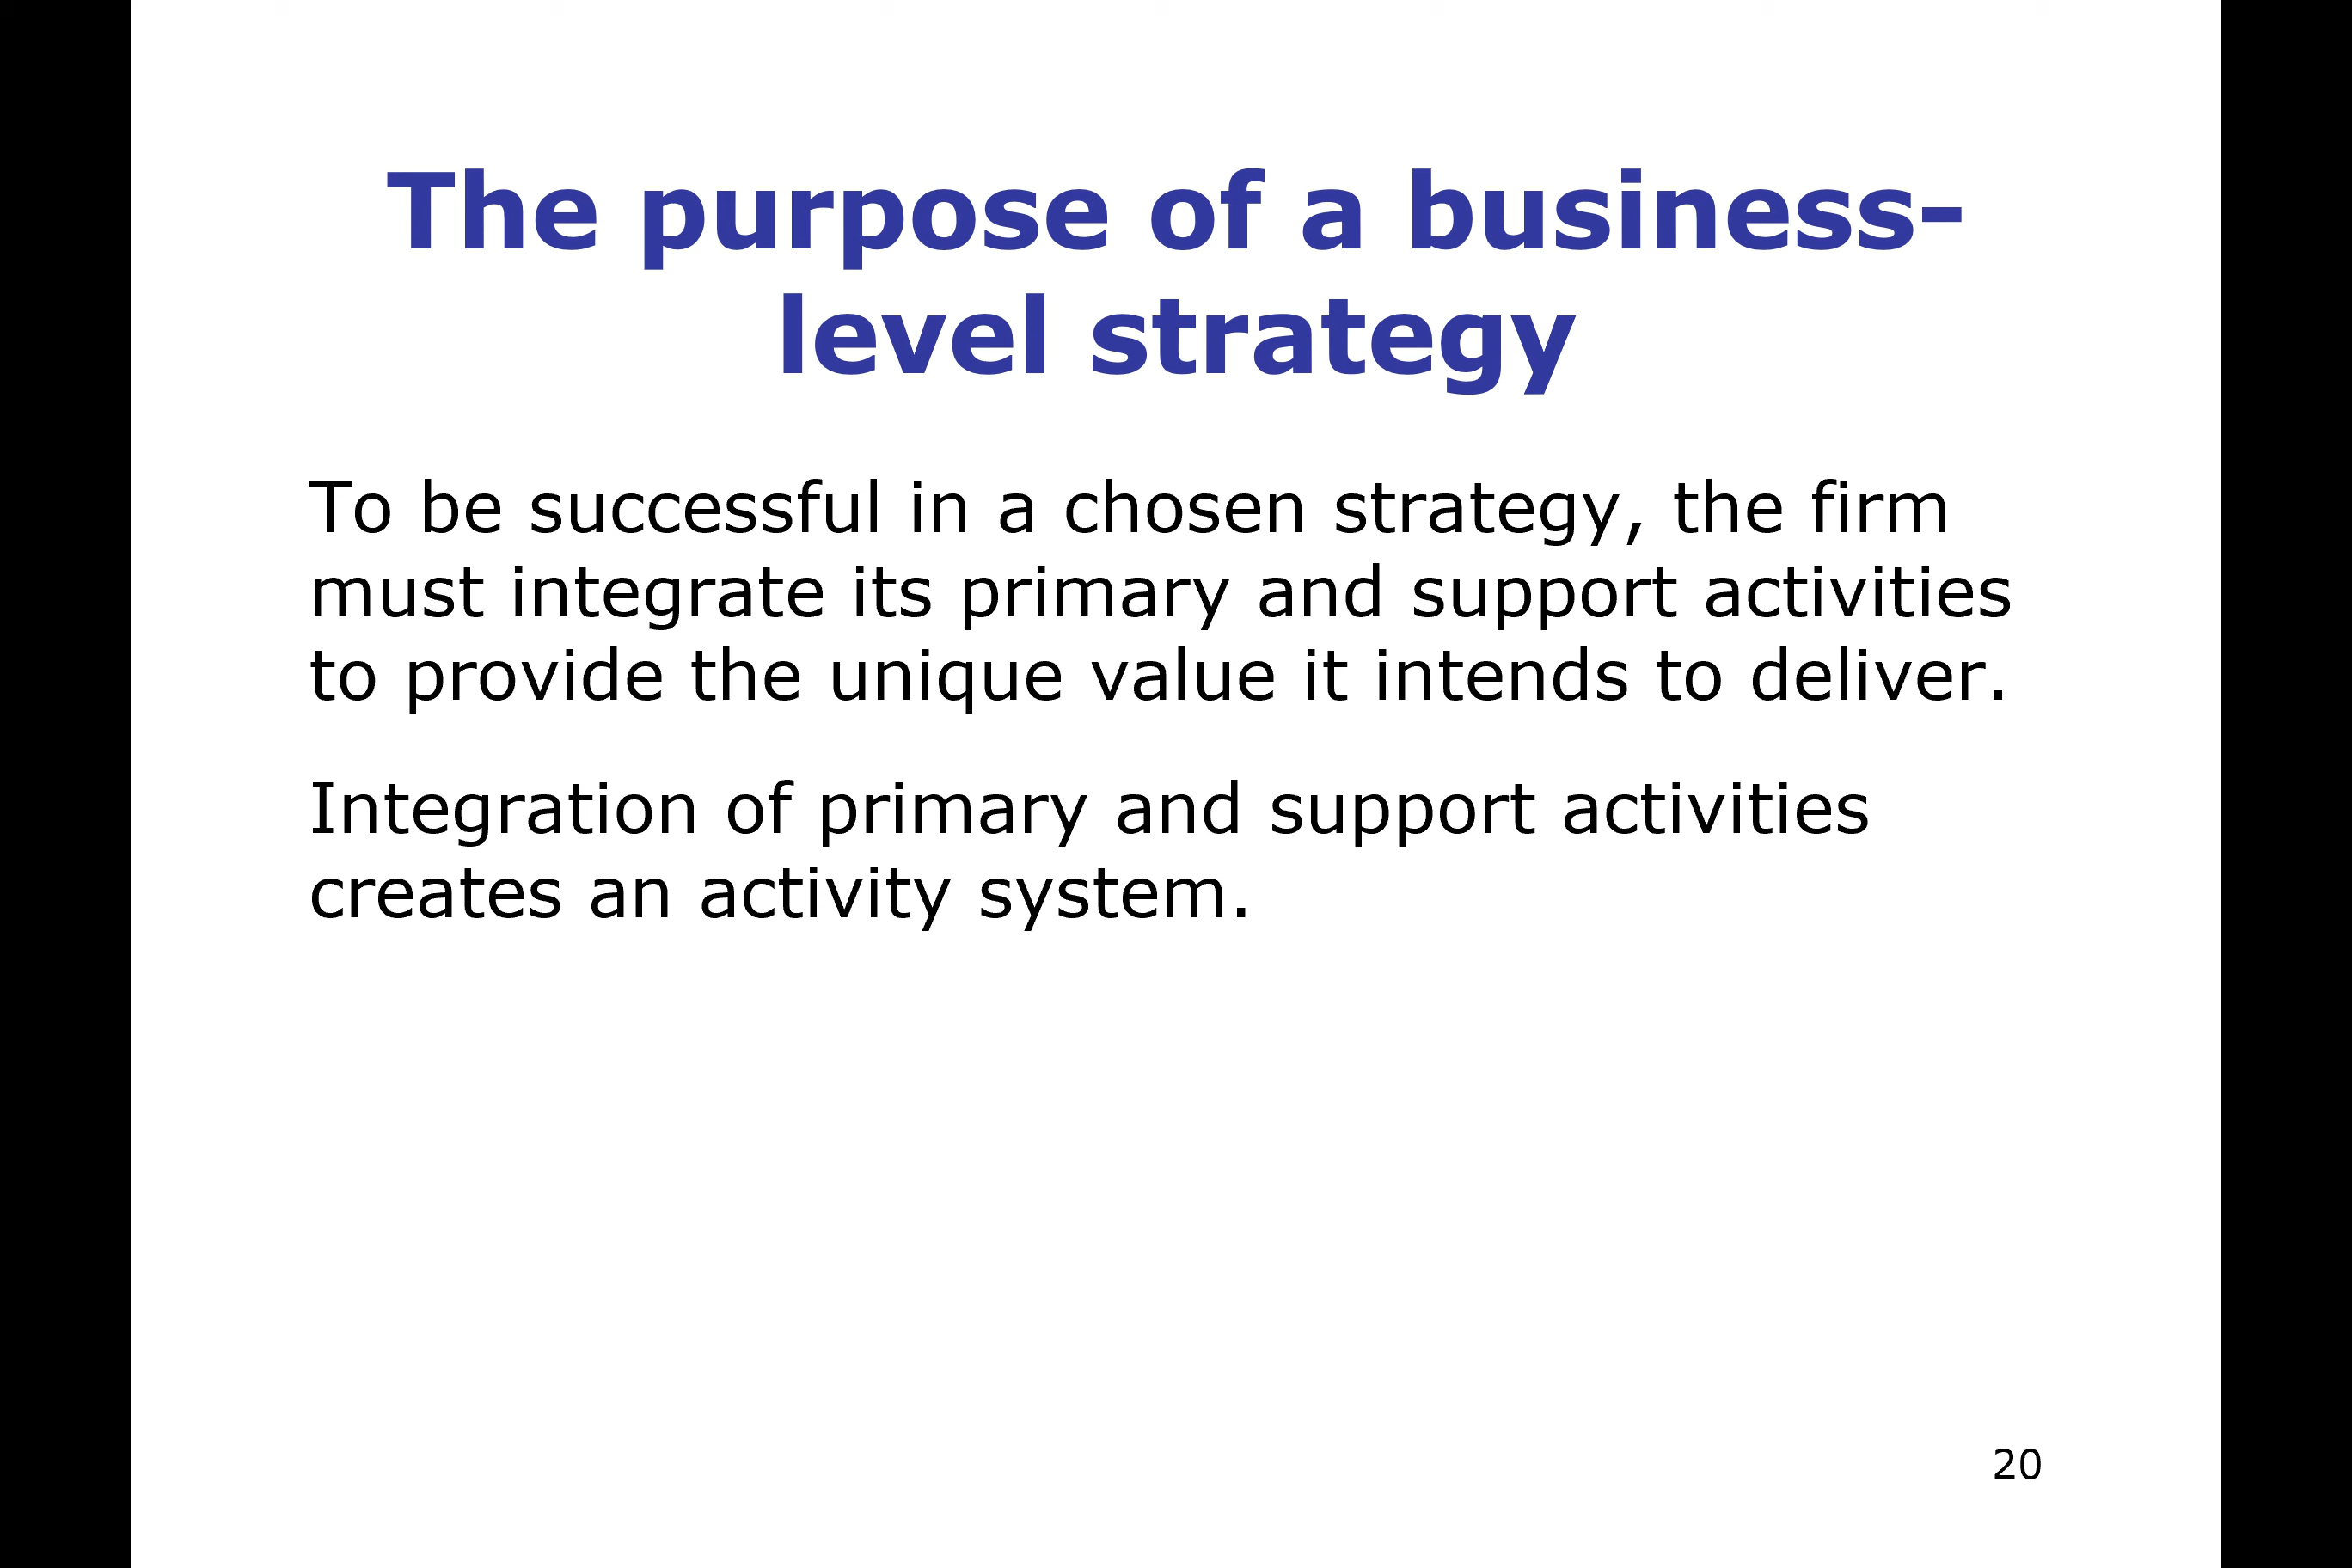 The purpose of a business-
level strategy
To be successful in a chosen strategy, the firm
must integrate its primary and support activities
to provide the unique value it intends to deliver.
Integration of primary and support activities
creates an activity system.
20